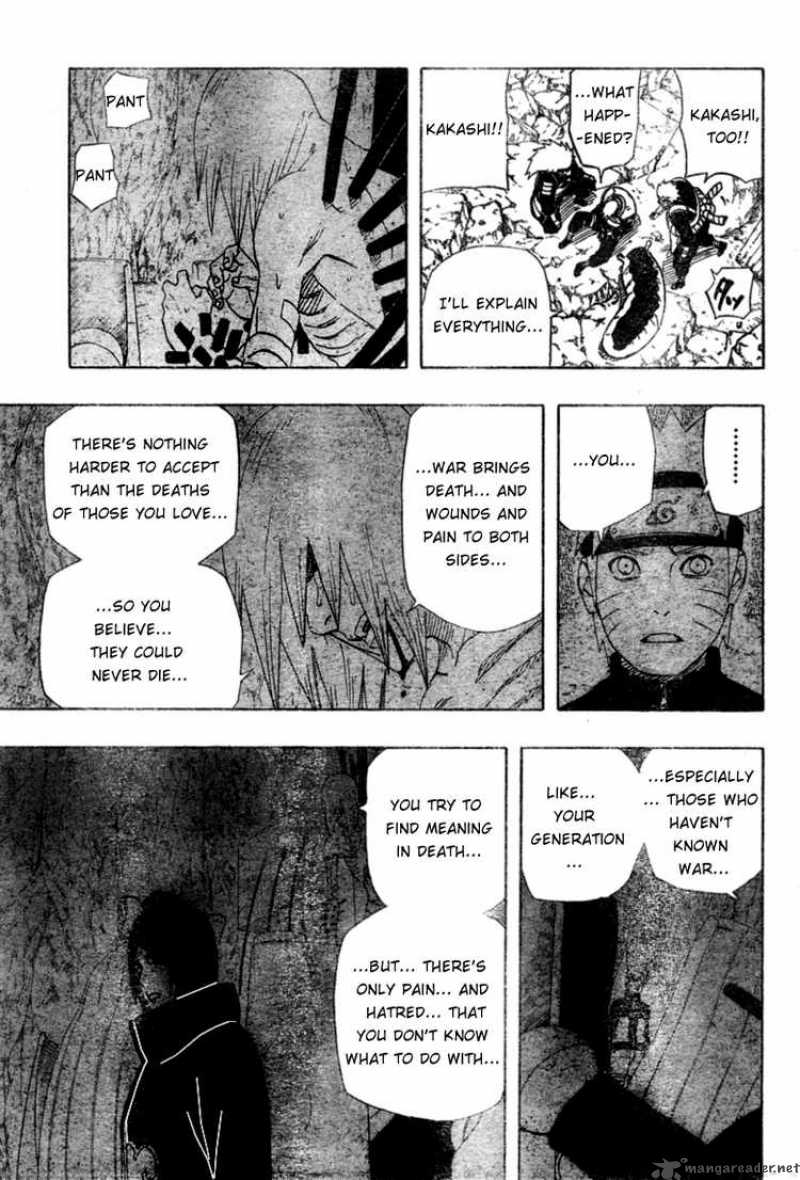 KAKASHI,
TOO!!
...WHAT
HAPP-
-ENED?
KAKASHI!!
I'LL EXPLAIN
EVERYTHING...
PANT
PANT
..........
...YOU...
...WAR BRINGS
DEATH... AND
WOUNDS AND
PAIN TO BOTH
SIDES...
THERE'S NOTHING
HARDER TO ACCEPT
THAN THE DEATHS
OF THOSE YOU LOVE...
...SO YOU
BELIEVE...
THEY COULD
NEVER DIE...
...ESPECIALLY
... THOSE WHO
HAVEN'T
KNOWN
WAR...
LIKE...
YOUR
GENERATION
...
YOU TRY TO
FIND MEANING
IN DEATH...
...BUT... THERE'S
ONLY PAIN... AND
HATRED... THAT
YOU DON'T KNOW
WHAT TO DO WITH...
mangareader.net